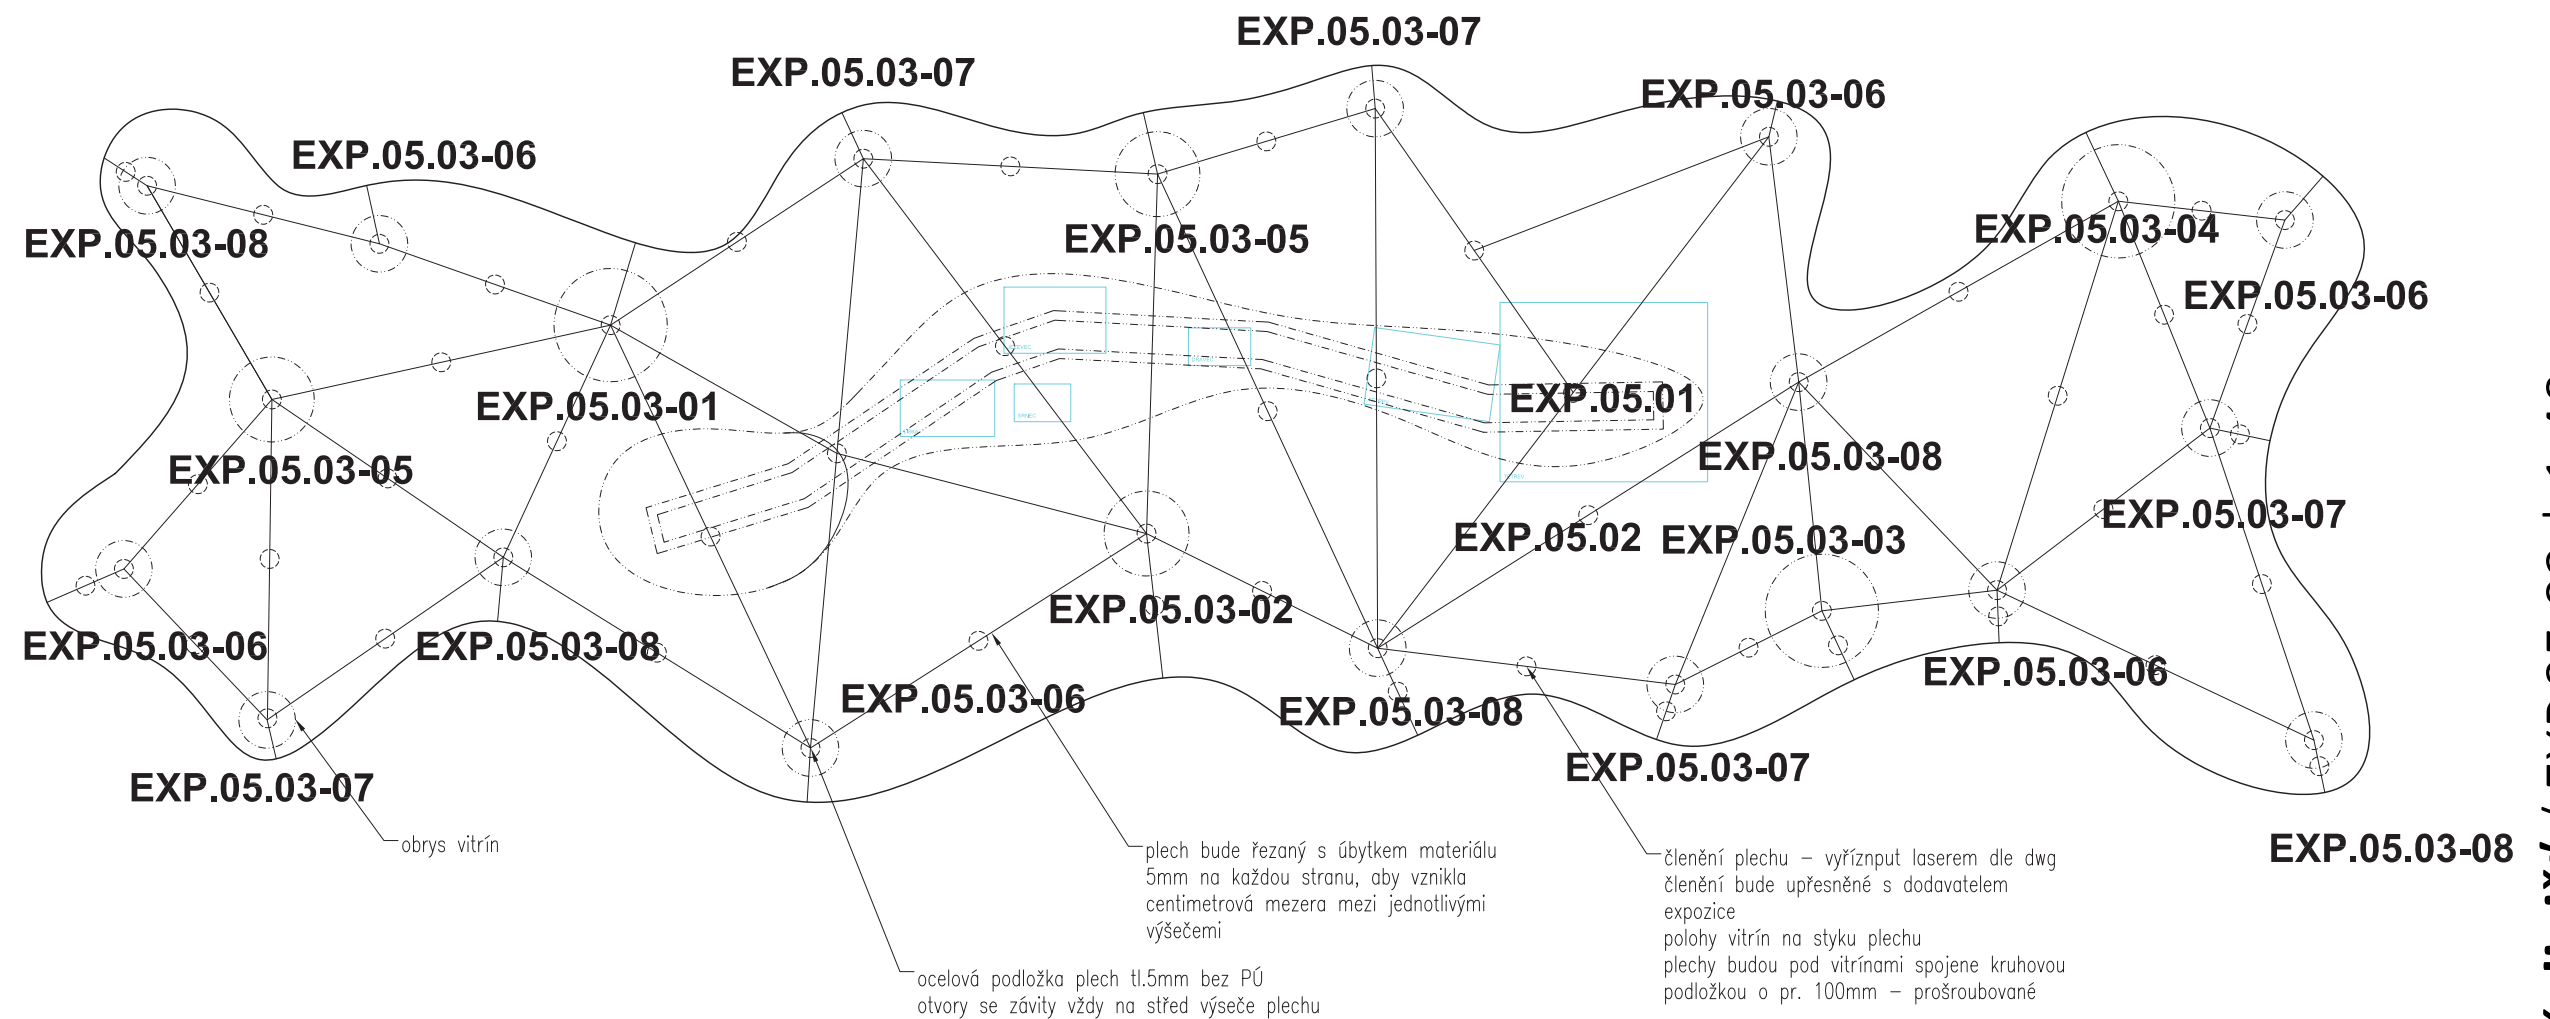 EXP.05.03-07
EXP.05.03-07
EXP.05.03-06
EXP.05.03-06
EXP.05.03-08
EXP.05.03-05
EXP.05.03-04
EXP.05.03-06
EXP.05.03-01
EXP.05.01
EXP.05.03-05
EXP.05.03-08
EXP.05.03-07
EXP.05.02
EXP.05.03-03
EXP.05.03-02
EXP.05.03-06
EXP.05.03-08
EXP.05.03-06
EXP.05.03-06
EXP.05.03-08
EXP.05.03-07
EXP.05.03-07
EXP.05.03-08
obrys vitrín
plech bude řezaný s úbytkem materiálu
5mm na každou stranu, aby vznikla
centimetrová mezera mezi jednotlivými
výšečemi
ocelová podložka plech tl.5mm bez PÚ
otvory se závity vždy na střed výseče plechu
členění plechu – vyříznput laserem dle dwg
členění bude upřesněné s dodavatelem
expozice
polohy vitrín na styku plechu
plechy budou pod vitrínami spojene kruhovou
podložkou o pr. 100mm – prošroubované